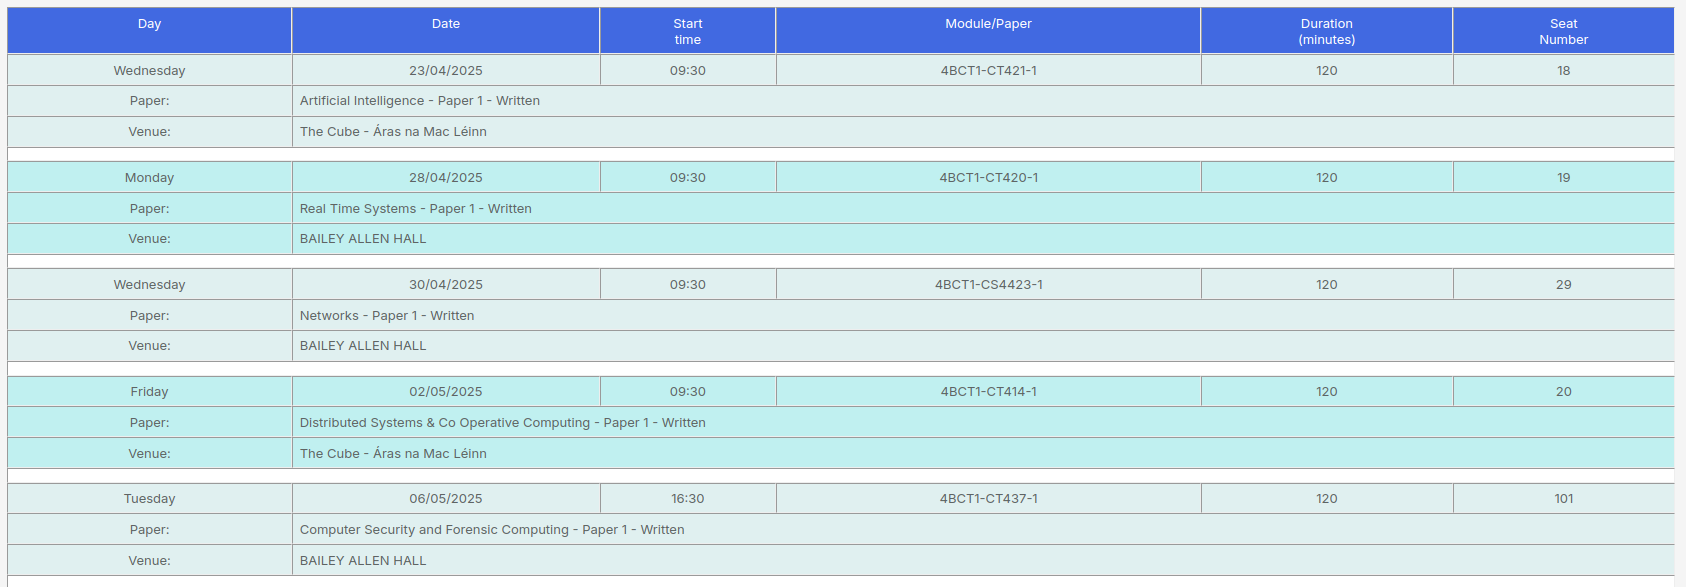 Day Date Start time Module/Paper Duration (minutes) Seat Number
Wednesday 23/04/2025 09:30 4BCT1-CT421-1 120 18
Paper: Artificial Intelligence - Paper 1 - Written
Venue: The Cube - Áras na Mac Léinn
Monday 28/04/2025 09:30 4BCT1-CT420-1 120 19
Paper: Real Time Systems - Paper 1 - Written
Venue: BAILEY ALLEN HALL
Wednesday 30/04/2025 09:30 4BCT1-CS4423-1 120 29
Paper: Networks - Paper 1 - Written
Venue: BAILEY ALLEN HALL
Friday 02/05/2025 09:30 4BCT1-CT414-1 120 20
Paper: Distributed Systems & Co Operative Computing - Paper 1 - Written
Venue: The Cube - Áras na Mac Léinn
Tuesday 06/05/2025 16:30 4BCT1-CT437-1 120 101
Paper: Computer Security and Forensic Computing - Paper 1 - Written
Venue: BAILEY ALLEN HALL